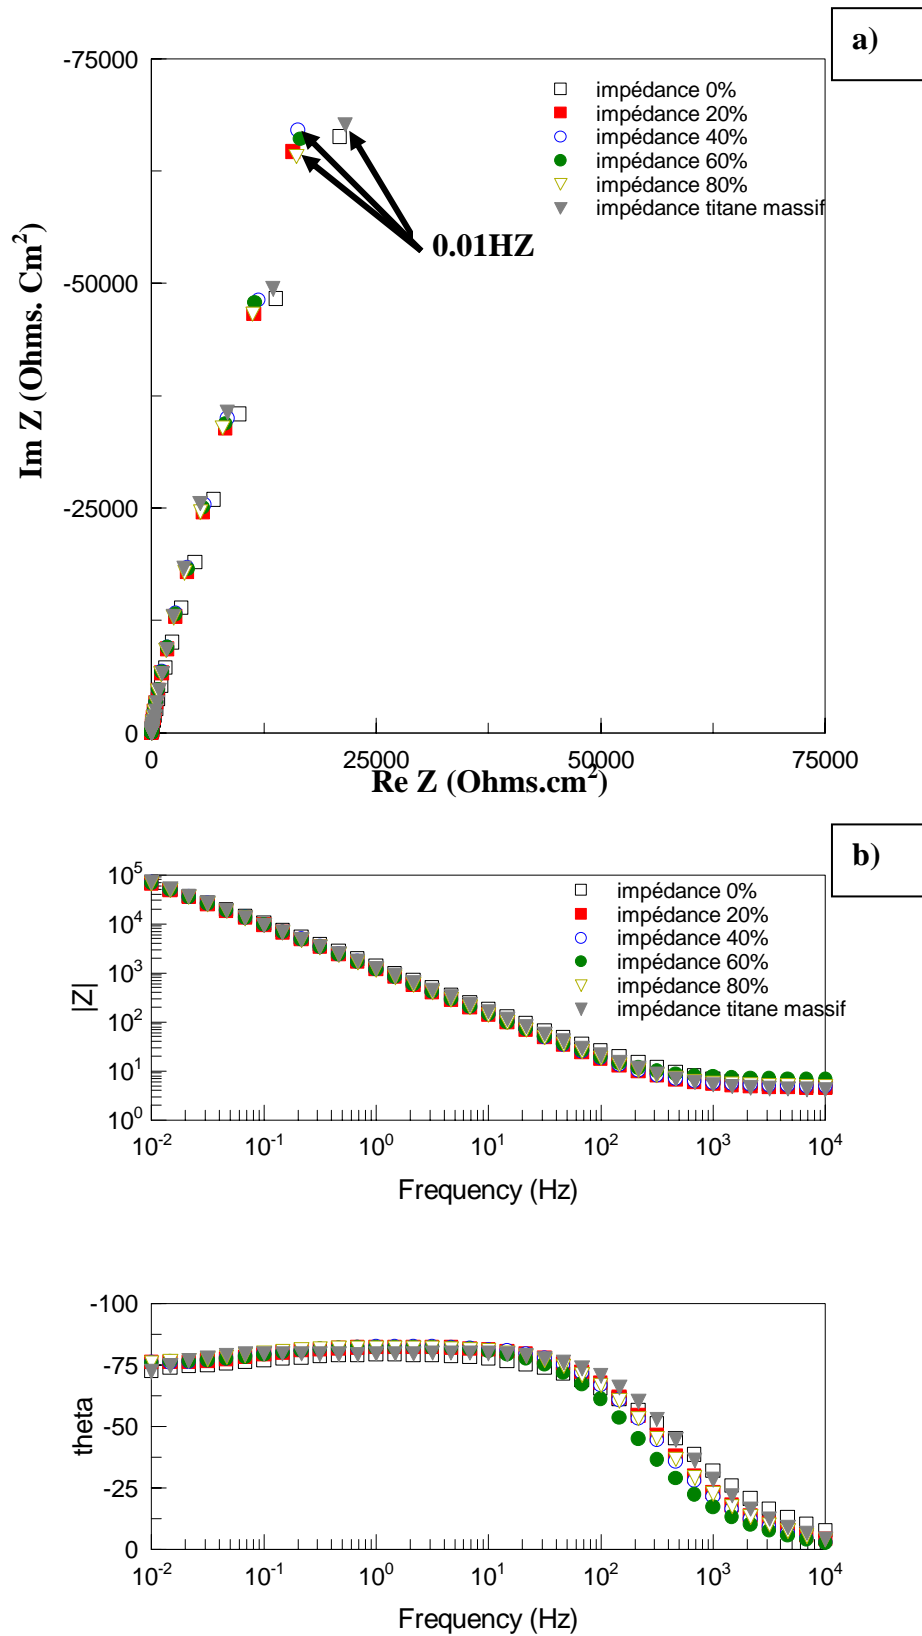 a)
-75000
impédance 0%
impédance 20%
impédance 40%
impédance 60%
impédance 80%
impédance titane massif
0.01HZ
Im Z (Ohms. Cm²)
-50000
-25000
0
0 25000 50000 75000
Re Z (Ohms.cm²)
b)
10⁵
10⁴
10³
10²
10¹
10⁰
|Z|
impédance 0%
impédance 20%
impédance 40%
impédance 60%
impédance 80%
impédance titane massif
10⁻² 10⁻¹ 10⁰ 10¹ 10² 10³ 10⁴
Frequency (Hz)
-100
-75
-50
-25
0
theta
10⁻² 10⁻¹ 10⁰ 10¹ 10² 10³ 10⁴
Frequency (Hz)